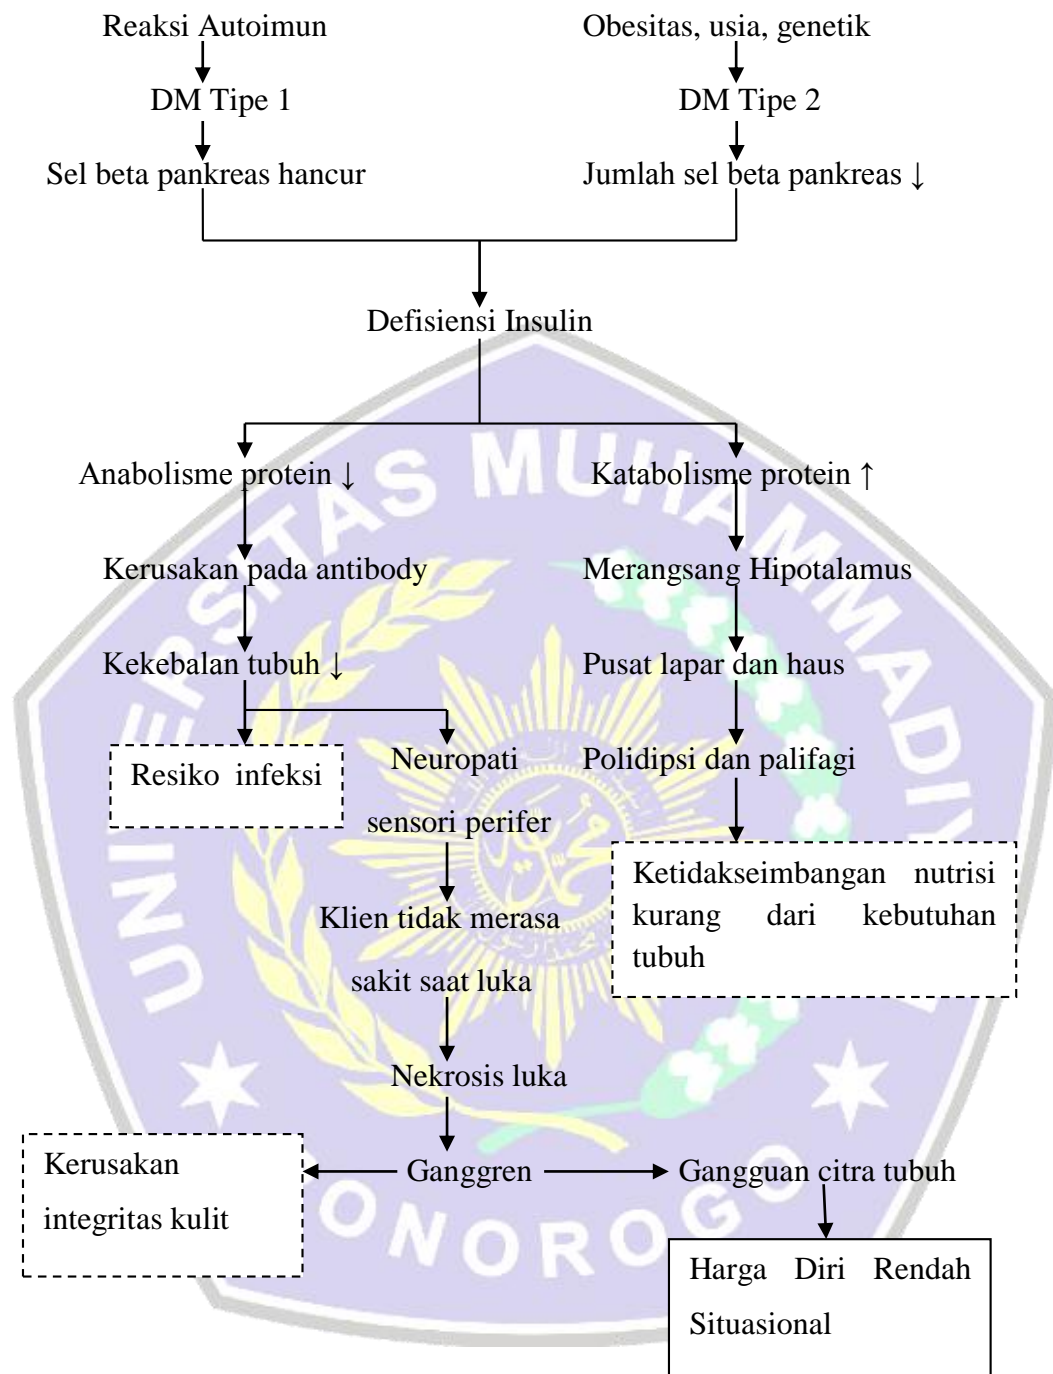 Reaksi Autoimun
Obesitas, usia, genetik
DM Tipe 1
DM Tipe 2
Sel beta pankreas hancur
Jumlah sel beta pankreas ↓
Defisiensi Insulin
Anabolisme protein ↓
Katabolisme protein ↑
Kerusakan pada antibody
Merangsang Hipotalamus
Kekebalan tubuh ↓
Pusat lapar dan haus
Resiko infeksi
Neuropati
sensori perifer
Polidipsi dan palifagi
Klien tidak merasa
sakit saat luka
Ketidakseimbangan nutrisi
kurang dari kebutuhan
tubuh
Nekrosis luka
Kerusakan
integritas kulit
Ganggren
Gangguan citra tubuh
Harga Diri Rendah
Situasional
UNIVERSITAS MUHAMMADIYAH
PONOROGO